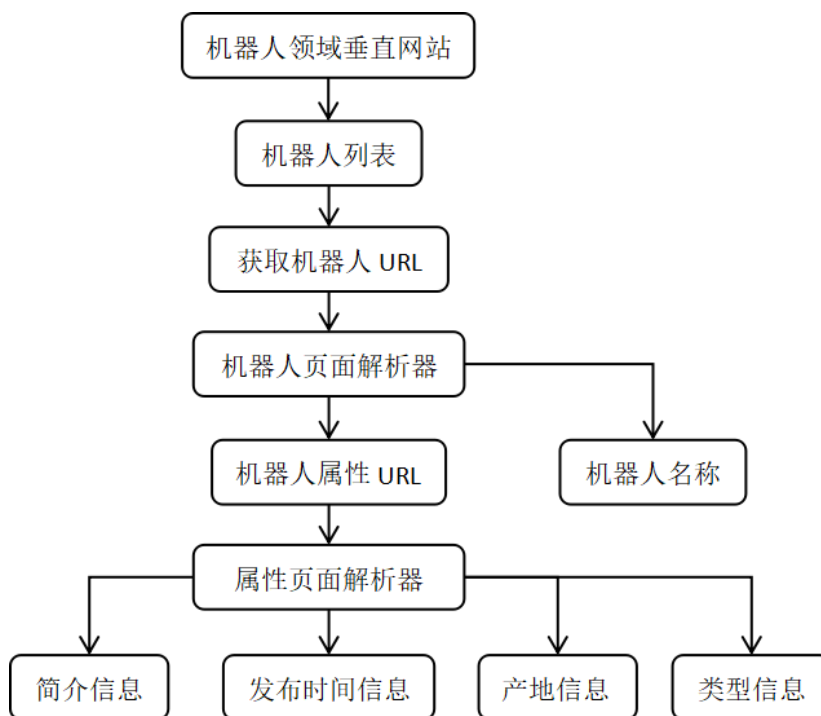 机器人领域垂直网站
机器人列表
获取机器人 URL
机器人页面解析器
机器人属性 URL
机器人名称
属性页面解析器
简介信息
发布时间信息
产地信息
类型信息